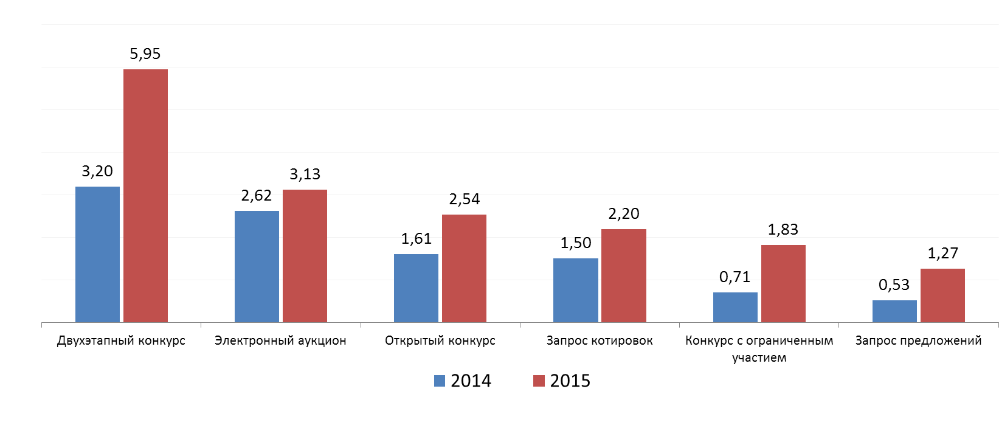 5,95
3,20
2,62
3,13
1,61
2,54
1,50
2,20
0,71
1,83
0,53
1,27
Двухэтапный конкурс
Электронный аукцион
Открытый конкурс
Запрос котировок
Конкурс с ограниченным
участием
Запрос предложений
2014
2015